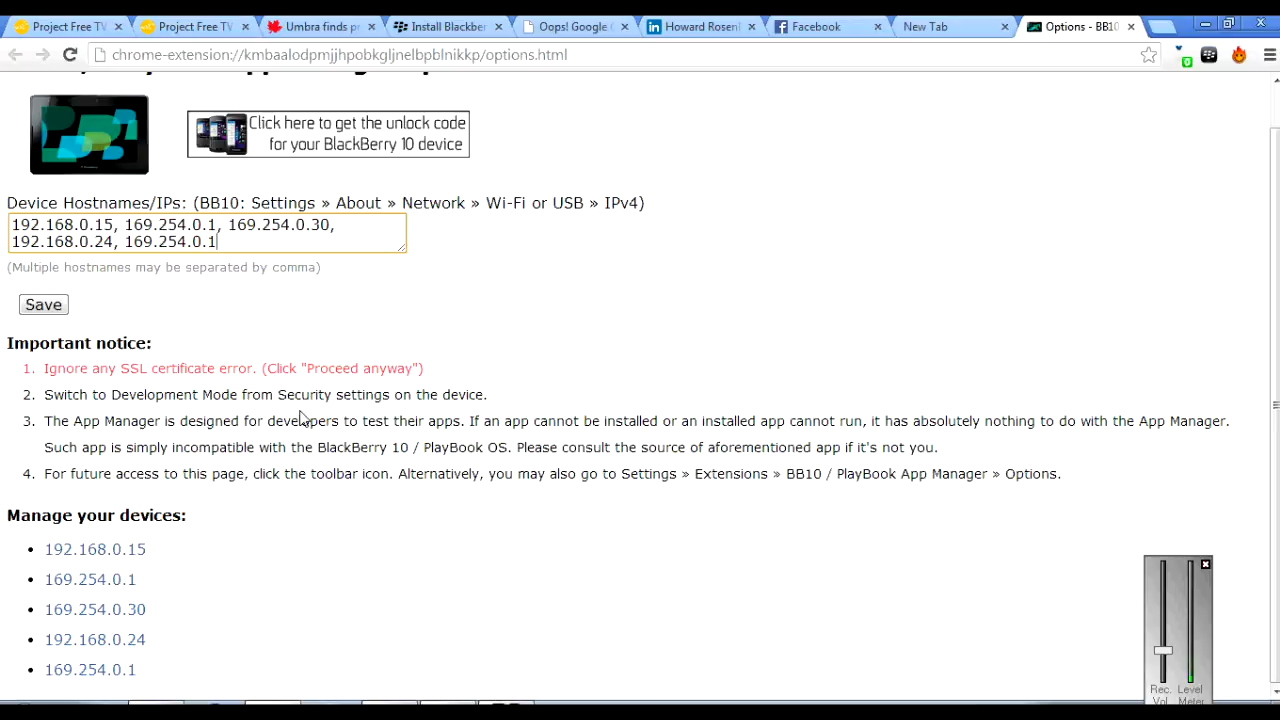 Project Free TV
Project Free TV
Umbra finds pr
Install Blackber
Oops! Google C
Howard Rosenl
Facebook
New Tab
Options - BB10
chrome-extension://kmbaalodpmjjhpobkgljnelbpblnikkp/options.html
0
Click here to get the unlock code
for your BlackBerry 10 device
Device Hostnames/IPs: (BB10: Settings » About » Network » Wi-Fi or USB » IPv4)
192.168.0.15, 169.254.0.1, 169.254.0.30,
192.168.0.24, 169.254.0.1
(Multiple hostnames may be separated by comma)
Save
Important notice:
1. Ignore any SSL certificate error. (Click "Proceed anyway")
2. Switch to Development Mode from Security settings on the device.
3. The App Manager is designed for developers to test their apps. If an app cannot be installed or an installed app cannot run, it has absolutely nothing to do with the App Manager.
Such app is simply incompatible with the BlackBerry 10 / PlayBook OS. Please consult the source of aforementioned app if it's not you.
4. For future access to this page, click the toolbar icon. Alternatively, you may also go to Settings » Extensions » BB10 / PlayBook App Manager » Options.
Manage your devices:
• 192.168.0.15
• 169.254.0.1
• 169.254.0.30
• 192.168.0.24
• 169.254.0.1
Rec. Level
Vol Meter